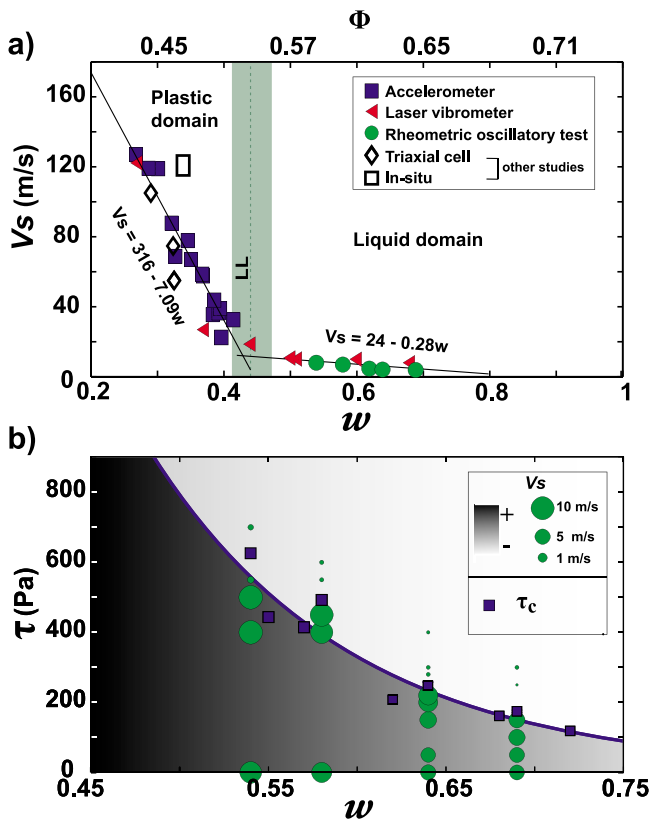 Φ
0.45 0.57 0.65 0.71
a)
160
120
80
40
0
Vs (m/s)
Plastic domain
Accelerometer
Laser vibrometer
Rheometric oscillatory test
Triaxial cell
In-situ
other studies
Vs = 316 - 7.09w
LL
Liquid domain
Vs = 24 - 0.28w
0.2 0.4 0.6 0.8 1
w
b)
800
600
400
200
0
τ (Pa)
Vs
+
-
10 m/s
5 m/s
1 m/s
τc
0.45 0.55 0.65 0.75
w